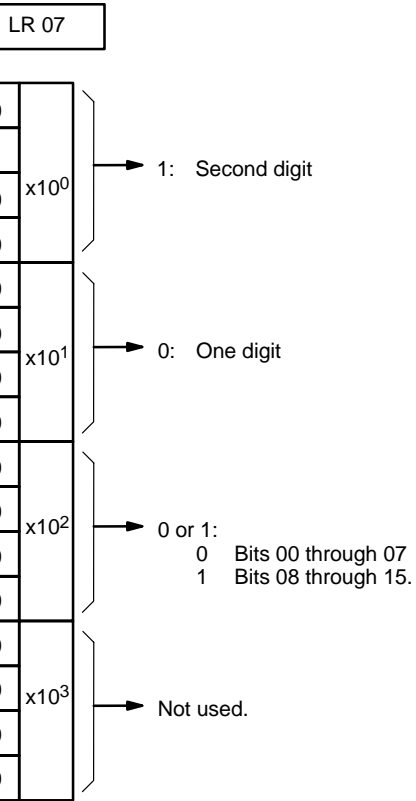 LR 07
x10⁰
1: Second digit
x10¹
0: One digit
x10²
0 or 1:
0 Bits 00 through 07
1 Bits 08 through 15.
x10³
Not used.